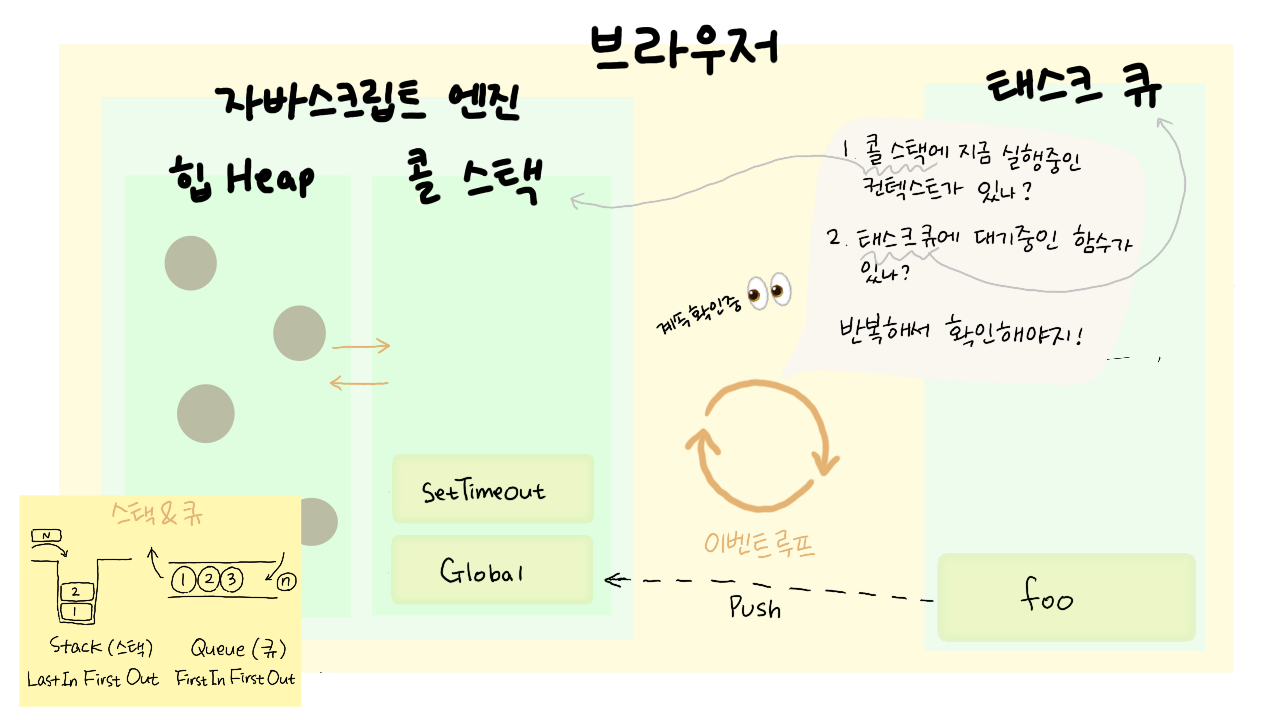 브라우저
자바스크립트 엔진
태스크 큐
힙 Heap
콜 스택
1. 콜 스택에 지금 실행중인
컨텍스트가 있나?
2. 태스크큐에 대기중인 함수가
있나?
반복해서 확인해야지!
계속확인중
SetTimeout
Global
이벤트루프
Push
foo
스택&큐
N
2
1
1 2 3
n
Stack (스택)
Last In First Out
Queue (큐)
First In First Out